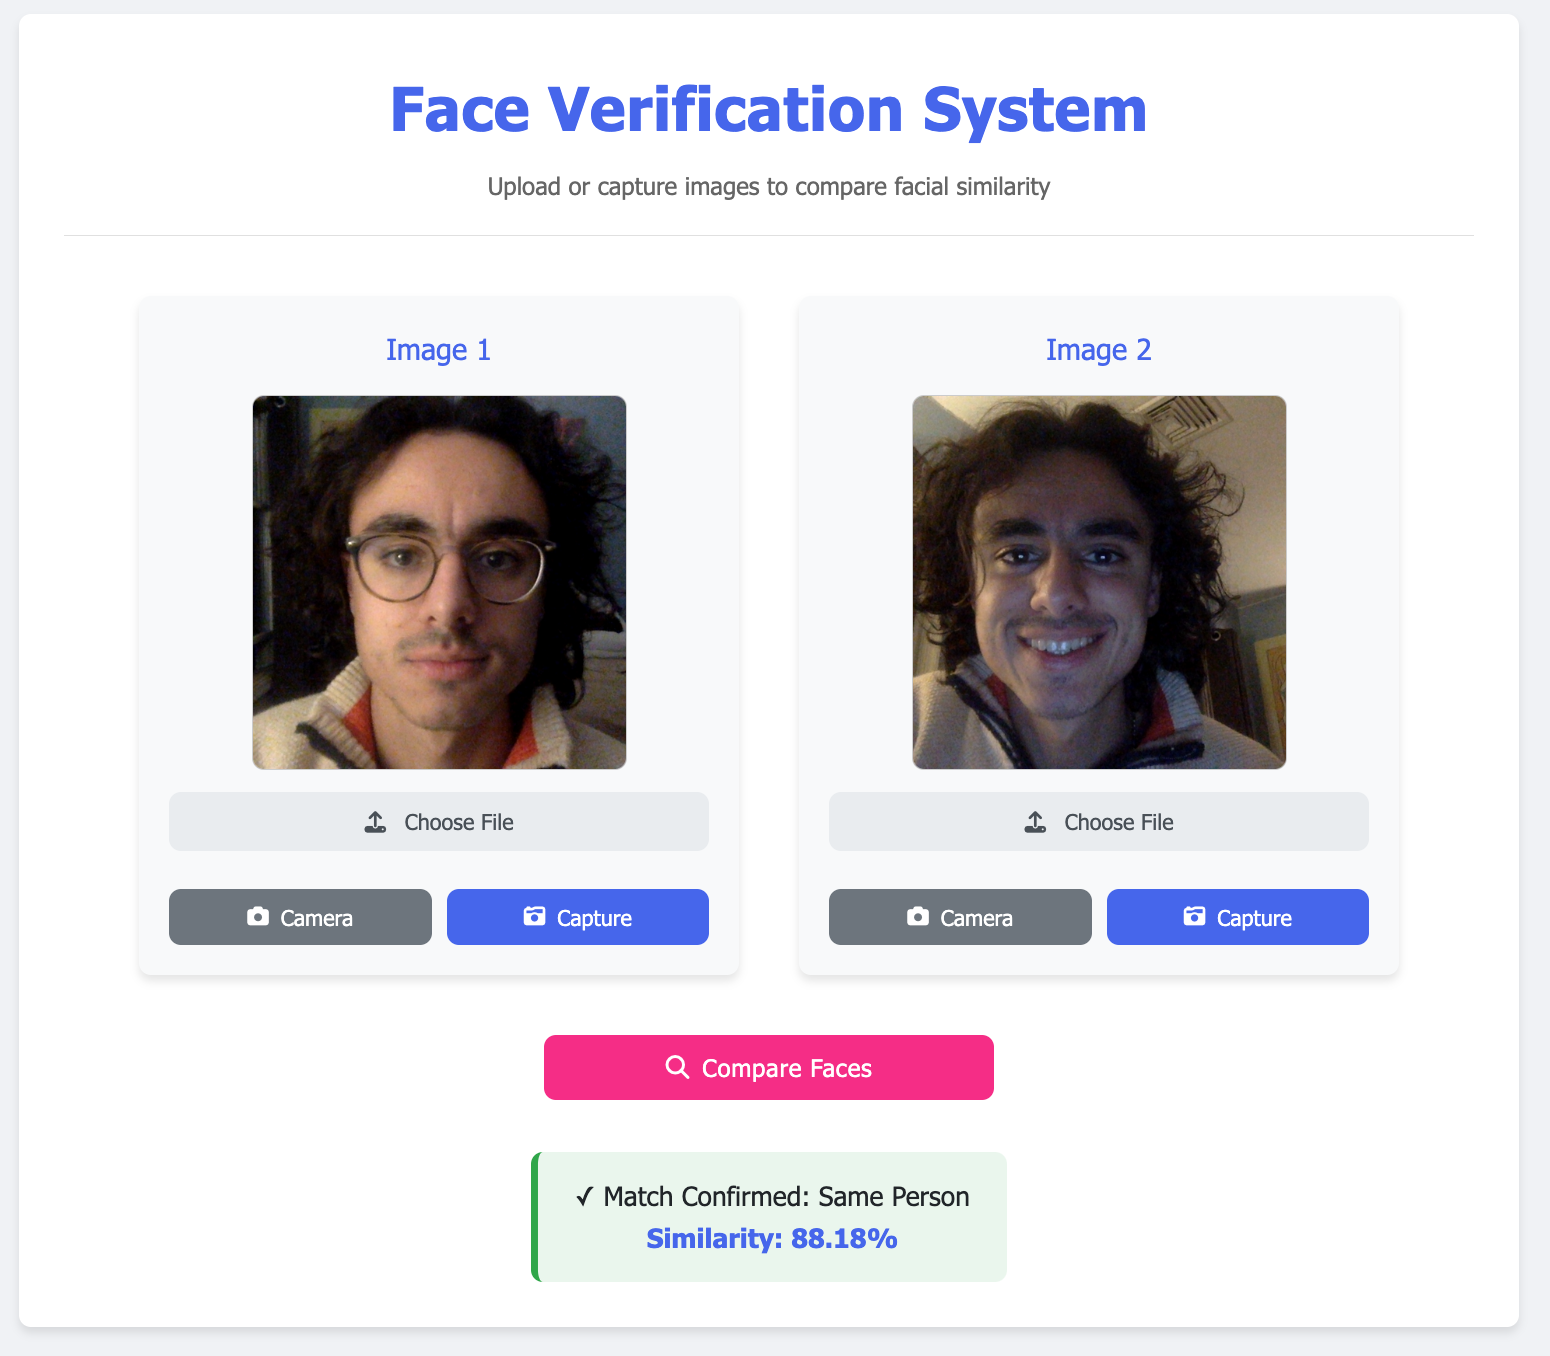 Face Verification System
Upload or capture images to compare facial similarity
Image 1
Image 2
Choose File
Choose File
Camera
Capture
Camera
Capture
Compare Faces
✓ Match Confirmed: Same Person
Similarity: 88.18%